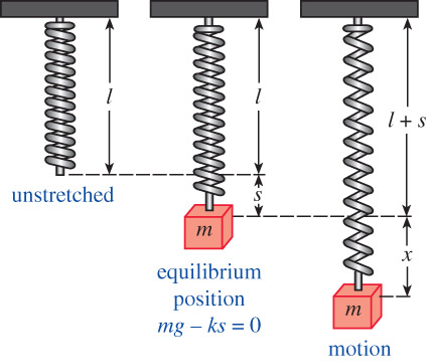 l
l
l + s
unstretched
s
m
x
equilibrium
position
mg – ks = 0
m
motion